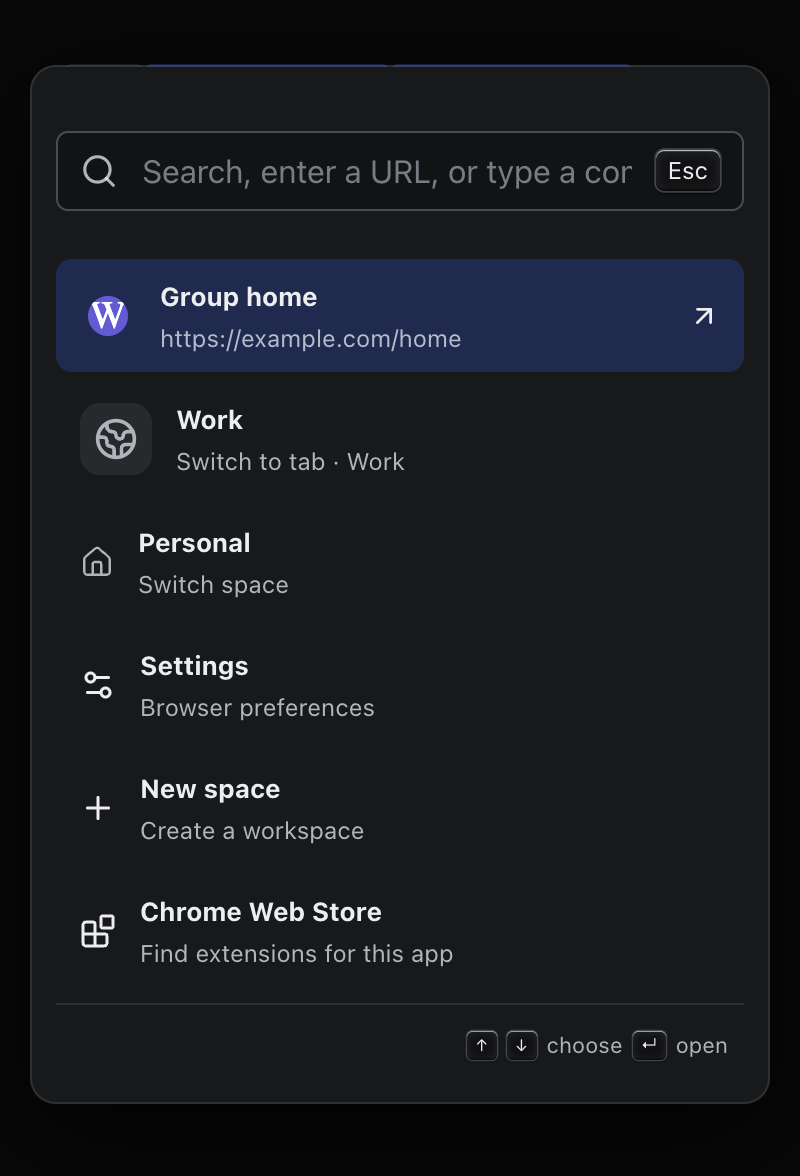 Search, enter a URL, or type a cor
Esc
W
Group home
https://example.com/home
Work
Switch to tab · Work
Personal
Switch space
Settings
Browser preferences
New space
Create a workspace
Chrome Web Store
Find extensions for this app
↑ ↓ choose ↵ open